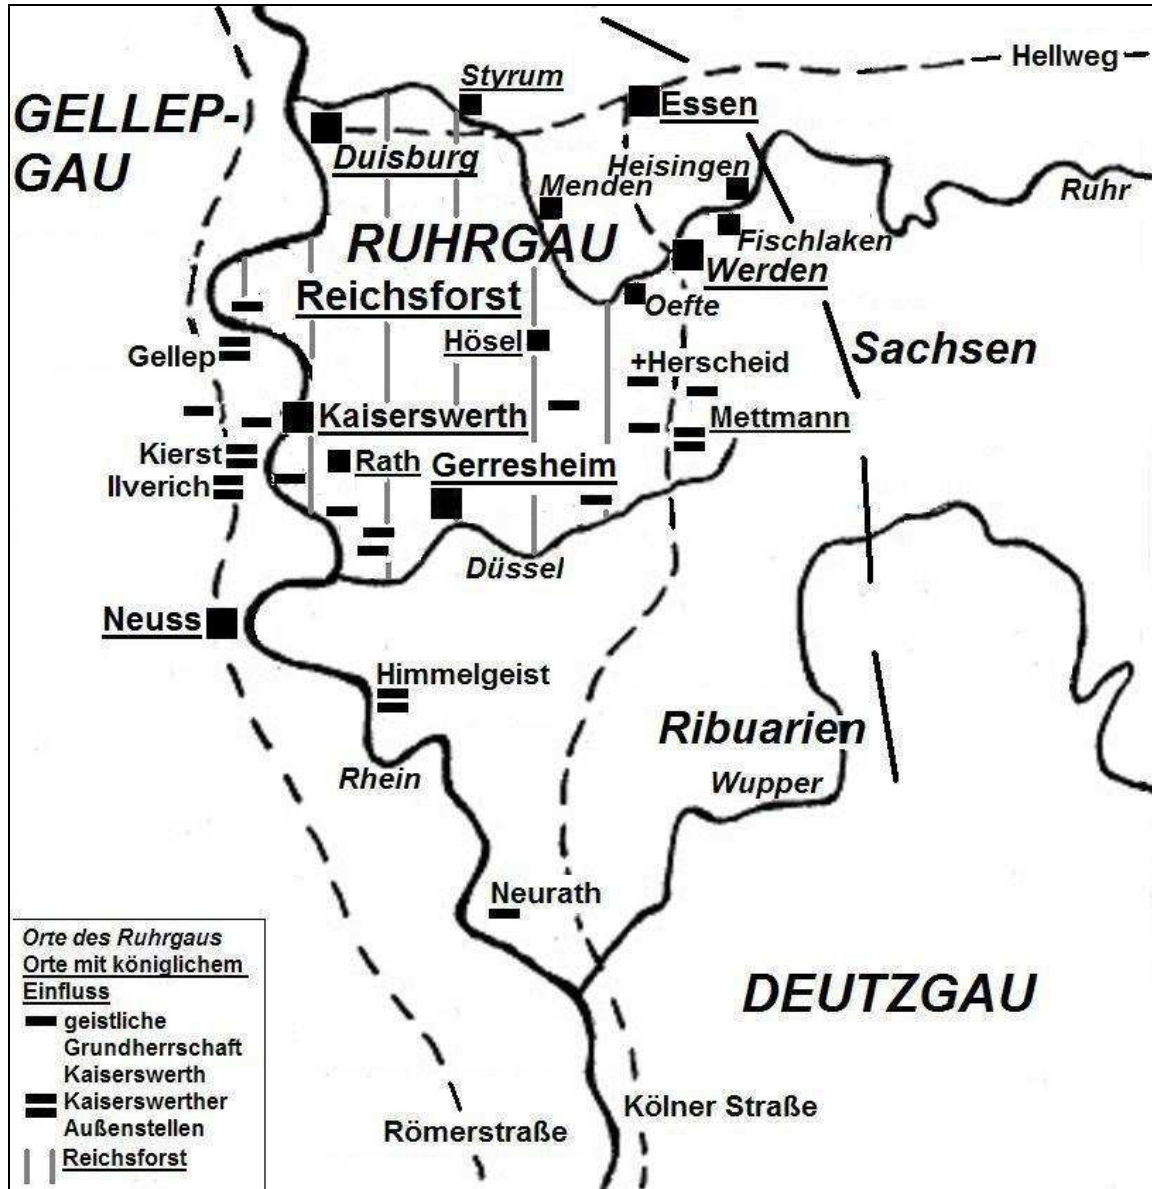 Hellweg
Styrum
GELLEP-
GAU
Essen
Duisburg
Heisingen
Menden
Ruhr
RUHRGAU
Fischlaken
Werden
Reichsforst
Oefte
Hösel
Sachsen
Gellep
+Herscheid
Kaiserswerth
Mettmann
Kierst
Rath
Gerresheim
Ilverich
Düssel
Neuss
Himmelgeist
Ribuarien
Rhein
Wupper
Neurath
DEUTZGAU
Kölner Straße
Römerstraße
Orte des Ruhrgaus
Orte mit königlichem
Einfluss
geistliche
Grundherrschaft
Kaiserswerth
Kaiserswerther
Außenstellen
Reichsforst